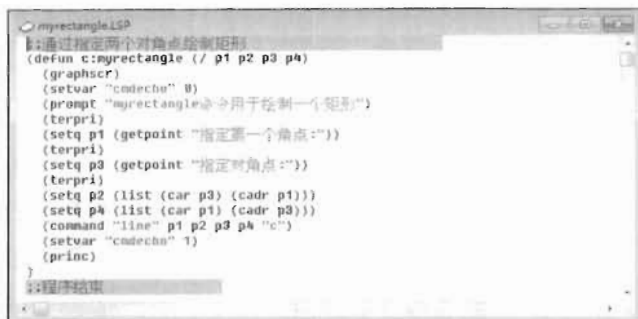 myrectangle.LSP
;;通过指定两个对角点绘制矩形
(defun c:myrectangle (/ p1 p2 p3 p4)
(graphscr)
(setvar "cmdecho" 0)
(prompt "myrectangle命令用于绘制一个矩形")
(terpri)
(setq p1 (getpoint "指定第一个角点:"))
(terpri)
(setq p3 (getpoint "指定对角点:"))
(terpri)
(setq p2 (list (car p3) (cadr p1)))
(setq p4 (list (car p1) (cadr p3)))
(command "line" p1 p2 p3 p4 "c")
(setvar "cmdecho" 1)
(princ)
)
;;程序结束